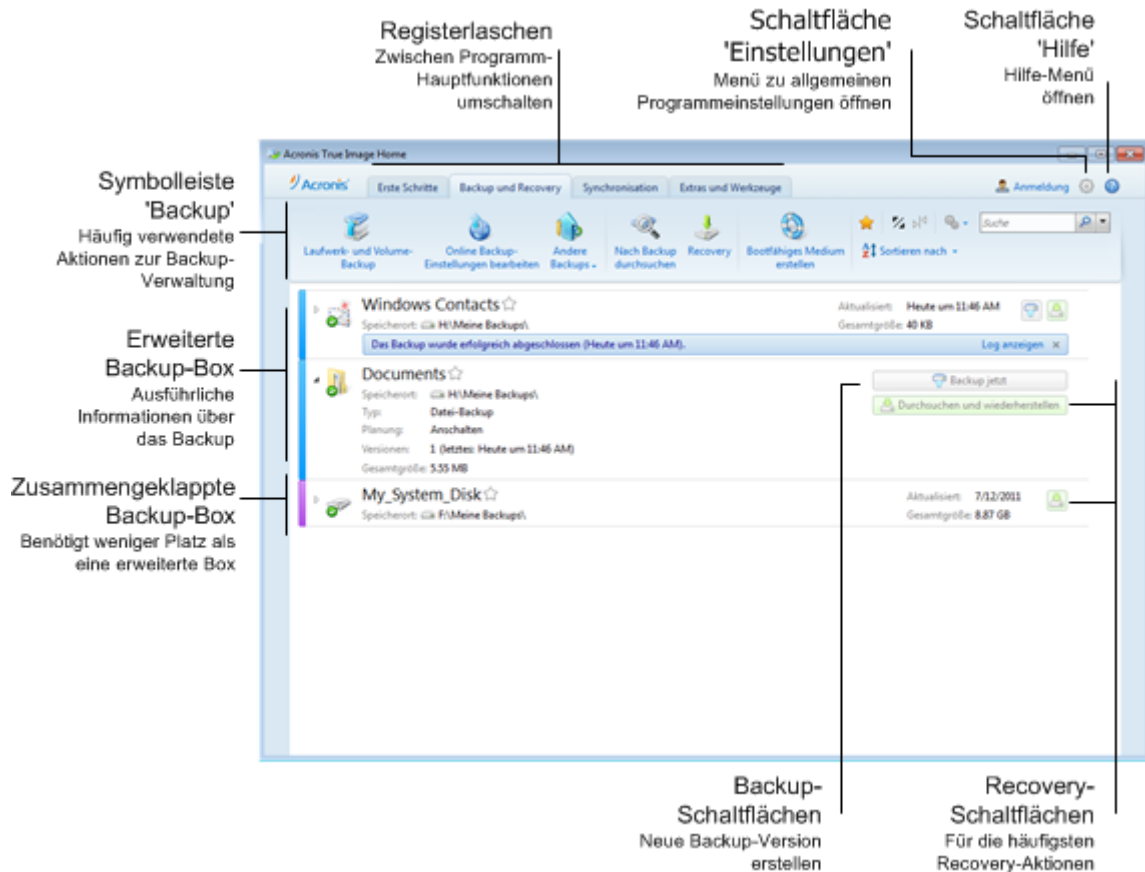 Registerlaschen
Zwischen Programm-
Hauptfunktionen
umschalten
Schaltfläche
'Einstellungen'
Menü zu allgemeinen
Programmeinstellungen öffnen
Schaltfläche
'Hilfe'
Hilfe-Menü
öffnen
Acronis True Image Home
Acronis
Erste Schritte
Backup und Recovery
Synchronisation
Extras und Werkzeuge
Anmeldung
Symbolleiste
'Backup'
Häufig verwendete
Aktionen zur Backup-
Verwaltung
Laufwerk- und Volume-
Backup
Online Backup-
Einstellungen bearbeiten
Andere
Backups
Nach Backup
durchsuchen
Recovery
Bootfähiges Medium
erstellen
Suche
Sortieren nach
Erweiterte
Backup-Box
Ausführliche
Informationen über
das Backup
Windows Contacts
Speicherort: H:\Meine Backups\
Aktualisiert: Heute um 11:46 AM
Gesamtgröße: 40 KB
Das Backup wurde erfolgreich abgeschlossen (Heute um 11:46 AM).
Log anzeigen
Documents
Speicherort: H:\Meine Backups\
Typ: Datei-Backup
Planung: Anschalten
Versionen: 1 (letztes: Heute um 11:46 AM)
Gesamtgröße: 5.55 MB
Backup jetzt
Durchsuchen und wiederherstellen
Zusammengeklappte
Backup-Box
Benötigt weniger Platz als
eine erweiterte Box
My_System_Disk
Speicherort: F:\Meine Backups\
Aktualisiert: 7/12/2011
Gesamtgröße: 8.87 GB
Backup-
Schaltflächen
Neue Backup-Version
erstellen
Recovery-
Schaltflächen
Für die häufigsten
Recovery-Aktionen